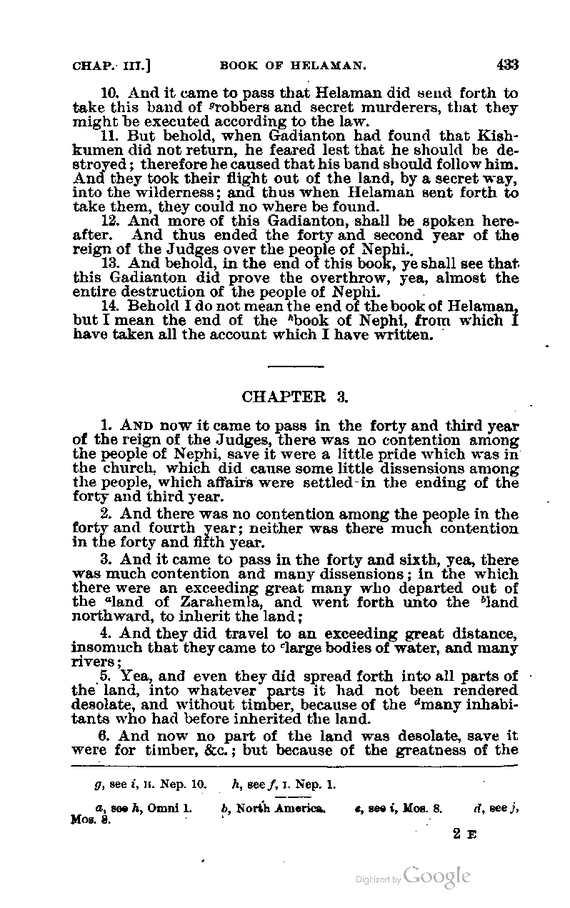 CHAP. III.] BOOK OF HELAMAN. 433
10. And it came to pass that Helaman did send forth to
take this band of ᵍrobbers and secret murderers, that they
might be executed according to the law.
11. But behold, when Gadianton had found that Kish-
kumen did not return, he feared lest that he should be de-
stroyed; therefore he caused that his band should follow him.
And they took their flight out of the land, by a secret way,
into the wilderness; and thus when Helaman sent forth to
take them, they could no where be found.
12. And more of this Gadianton, shall be spoken here-
after. And thus ended the forty and second year of the
reign of the Judges over the people of Nephi.
13. And behold, in the end of this book, ye shall see that
this Gadianton did prove the overthrow, yea, almost the
entire destruction of the people of Nephi.
14. Behold I do not mean the end of the book of Helaman,
but I mean the end of the ʰbook of Nephi, from which I
have taken all the account which I have written.
CHAPTER 3.
1. AND now it came to pass in the forty and third year
of the reign of the Judges, there was no contention among
the people of Nephi, save it were a little pride which was in
the church, which did cause some little dissensions among
the people, which affairs were settled in the ending of the
forty and third year.
2. And there was no contention among the people in the
forty and fourth year; neither was there much contention
in the forty and fifth year.
3. And it came to pass in the forty and sixth, yea, there
was much contention and many dissensions; in the which
there were an exceeding great many who departed out of
the ᵃland of Zarahemla, and went forth unto the ᵇland
northward, to inherit the land;
4. And they did travel to an exceeding great distance,
insomuch that they came to ᶜlarge bodies of water, and many
rivers;
5. Yea, and even they did spread forth into all parts of
the land, into whatever parts it had not been rendered
desolate, and without timber, because of the ᵈmany inhabi-
tants who had before inherited the land.
6. And now no part of the land was desolate, save it
were for timber, &c.; but because of the greatness of the
g, see i, II. Nep. 10. h, see f, I. Nep. 1.
a, see h, Omni 1. b, North America. c, see i, Mos. 8. d, see j,
Mos. 8.
2 E
Digitized by Google